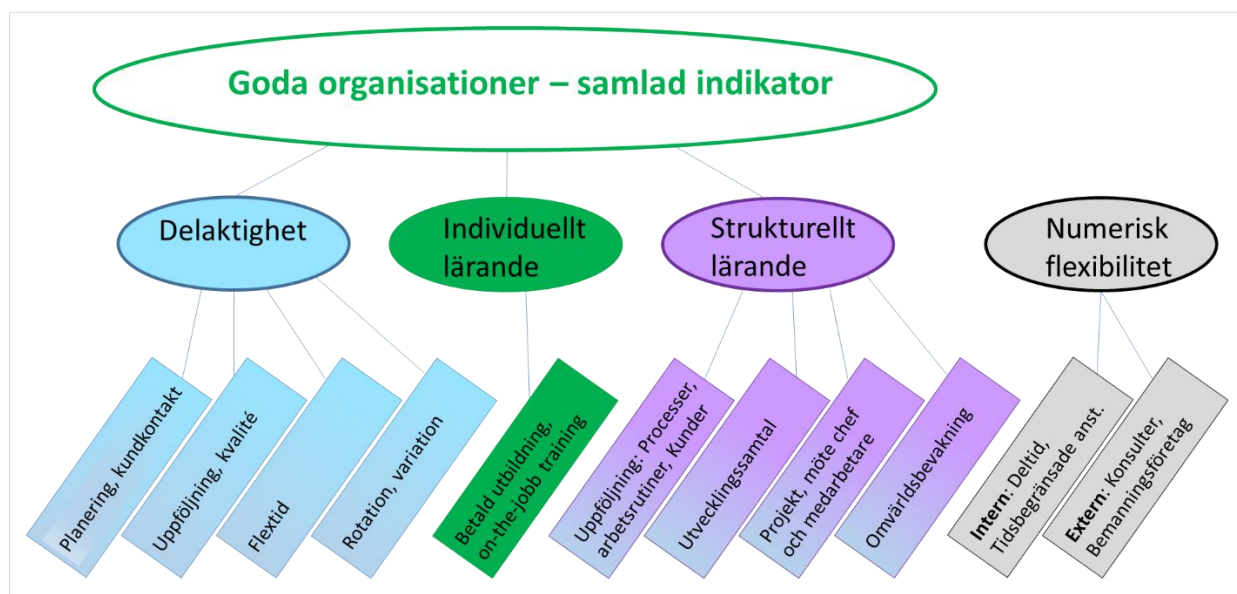 Goda organisationer – samlad indikator
Delaktighet
Individuellt
lärande
Strukturellt
lärande
Numerisk
flexibilitet
Planering, kundkontakt
Uppföljning, kvalité
Flextid
Rotation, variation
Betald utbildning,
on-the-jobb training
Uppföljning: Processer,
arbetsrutiner, Kunder
Utvecklingssamtal
Projekt, möte chef
och medarbetare
Omvärldsbevakning
Intern: Deltid,
Tidsbegränsade anst.
Extern: Konsulter,
Bemanningsföretag